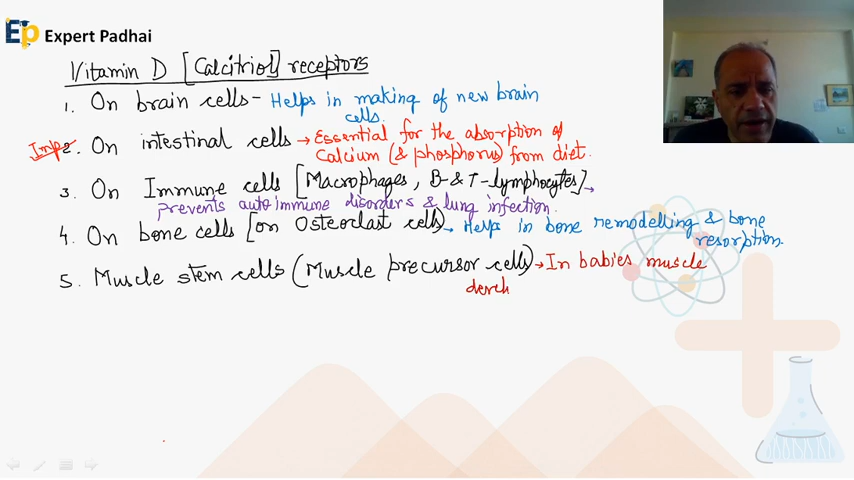 Ep Expert Padhai
Vitamin D [Calcitriol] receptors
1. On brain cells - Helps in making of new brain
cells.
Imp 2. On intestinal cells → Essential for the absorption of
Calcium (& phosphorus) from diet.
3. On Immune cells [Macrophages, B-&T-lymphocytes] →
prevents autoimmune disorders & lung infection.
4. On bone cells [on Osteoclast cells) → Helps in bone remodelling & bone
resorption.
5. Muscle stem cells (Muscle precursor cells) → In babies muscle